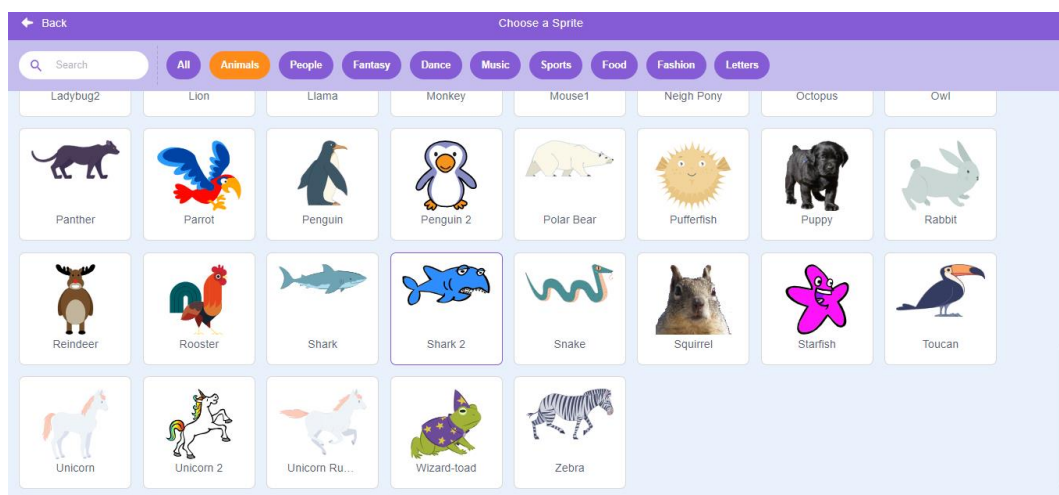 Back
Choose a Sprite
Search
All
Animals
People
Fantasy
Dance
Music
Sports
Food
Fashion
Letters
Ladybug2
Lion
Llama
Monkey
Mouse1
Neigh Pony
Octopus
Owl
Panther
Parrot
Penguin
Penguin 2
Polar Bear
Pufferfish
Puppy
Rabbit
Reindeer
Rooster
Shark
Shark 2
Snake
Squirrel
Starfish
Toucan
Unicorn
Unicorn 2
Unicorn Ru...
Wizard-toad
Zebra